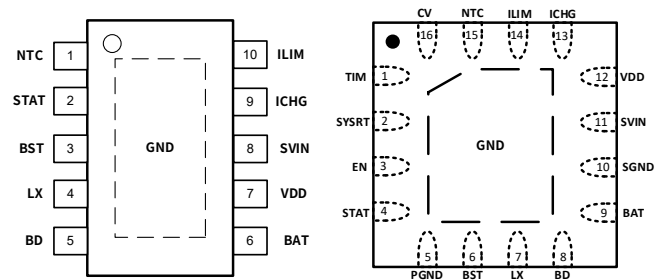 NTC 1 10 ILIM
STAT 2 9 ICHG
BST 3 GND 8 SVIN
LX 4 7 VDD
BD 5 6 BAT
CV NTC ILIM ICHG
16 15 14 13
TIM 1 12 VDD
SYSRT 2 11 SVIN
GND
EN 3 10 SGND
STAT 4 9 BAT
5 6 7 8
PGND BST LX BD